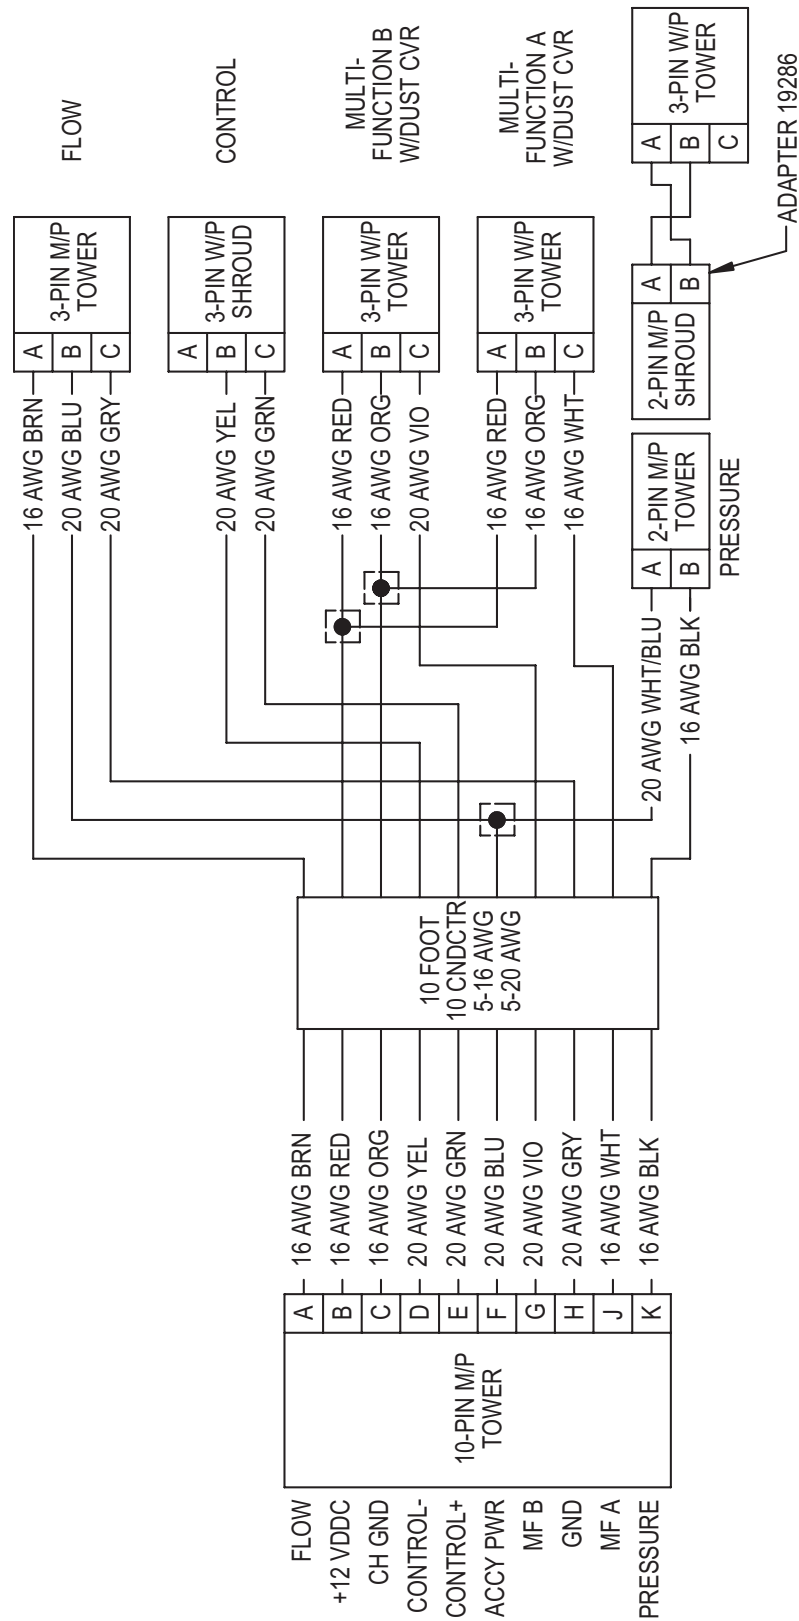 FLOW
+12 VDDC
CH GND
CONTROL-
CONTROL+
ACCY PWR
MF B
GND
MF A
PRESSURE
10-PIN M/P
TOWER
A
B
C
D
E
F
G
H
J
K
16 AWG BRN
16 AWG RED
16 AWG ORG
20 AWG YEL
20 AWG GRN
20 AWG BLU
20 AWG VIO
20 AWG GRY
16 AWG WHT
16 AWG BLK
10 FOOT
10 CNDCTR
5-16 AWG
5-20 AWG
16 AWG BRN
20 AWG BLU
20 AWG GRY
A
B
C
3-PIN M/P
TOWER
FLOW
20 AWG YEL
20 AWG GRN
A
B
C
3-PIN W/P
SHROUD
CONTROL
16 AWG RED
16 AWG ORG
20 AWG VIO
A
B
C
3-PIN W/P
TOWER
MULTI-
FUNCTION B
W/DUST CVR
16 AWG RED
16 AWG ORG
16 AWG WHT
A
B
C
3-PIN W/P
TOWER
MULTI-
FUNCTION A
W/DUST CVR
20 AWG WHT/BLU
16 AWG BLK
A
B
2-PIN M/P
TOWER
PRESSURE
2-PIN M/P
SHROUD
A
B
A
B
C
3-PIN W/P
TOWER
ADAPTER 19286